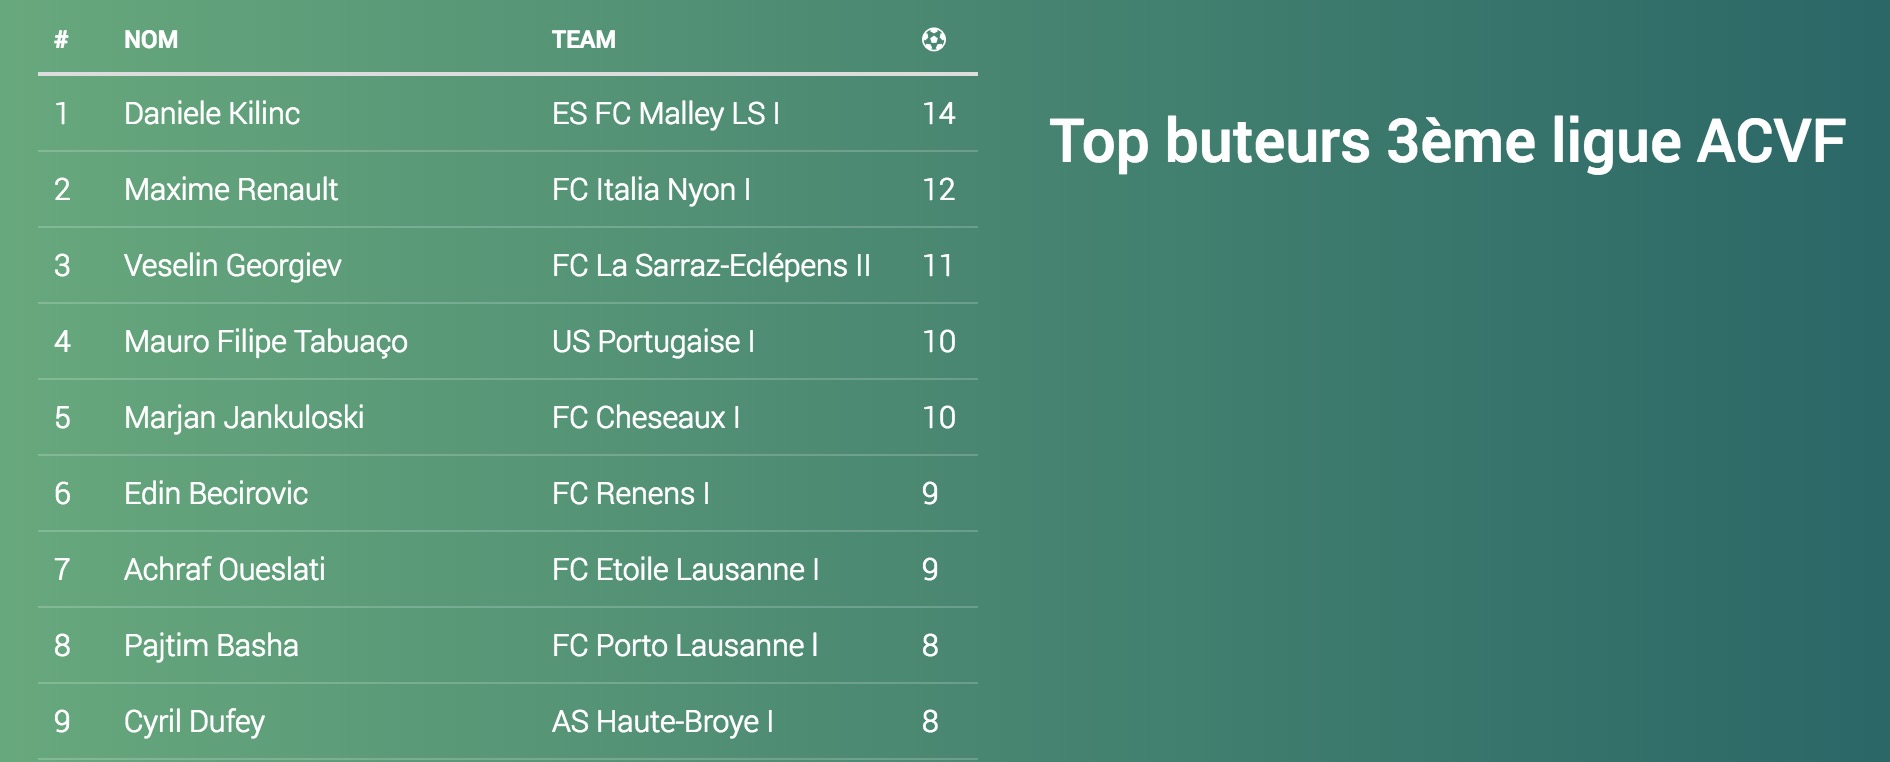 # NOM TEAM
1 Daniele Kilinc ES FC Malley LS I 14
Top buteurs 3ème ligue ACVF
2 Maxime Renault FC Italia Nyon I 12
3 Veselin Georgiev FC La Sarraz-Eclépens II 11
4 Mauro Filipe Tabuaço US Portugaise I 10
5 Marjan Jankuloski FC Cheseaux I 10
6 Edin Becirovic FC Renens I 9
7 Achraf Oueslati FC Etoile Lausanne I 9
8 Pajtim Basha FC Porto Lausanne l 8
9 Cyril Dufey AS Haute-Broye I 8